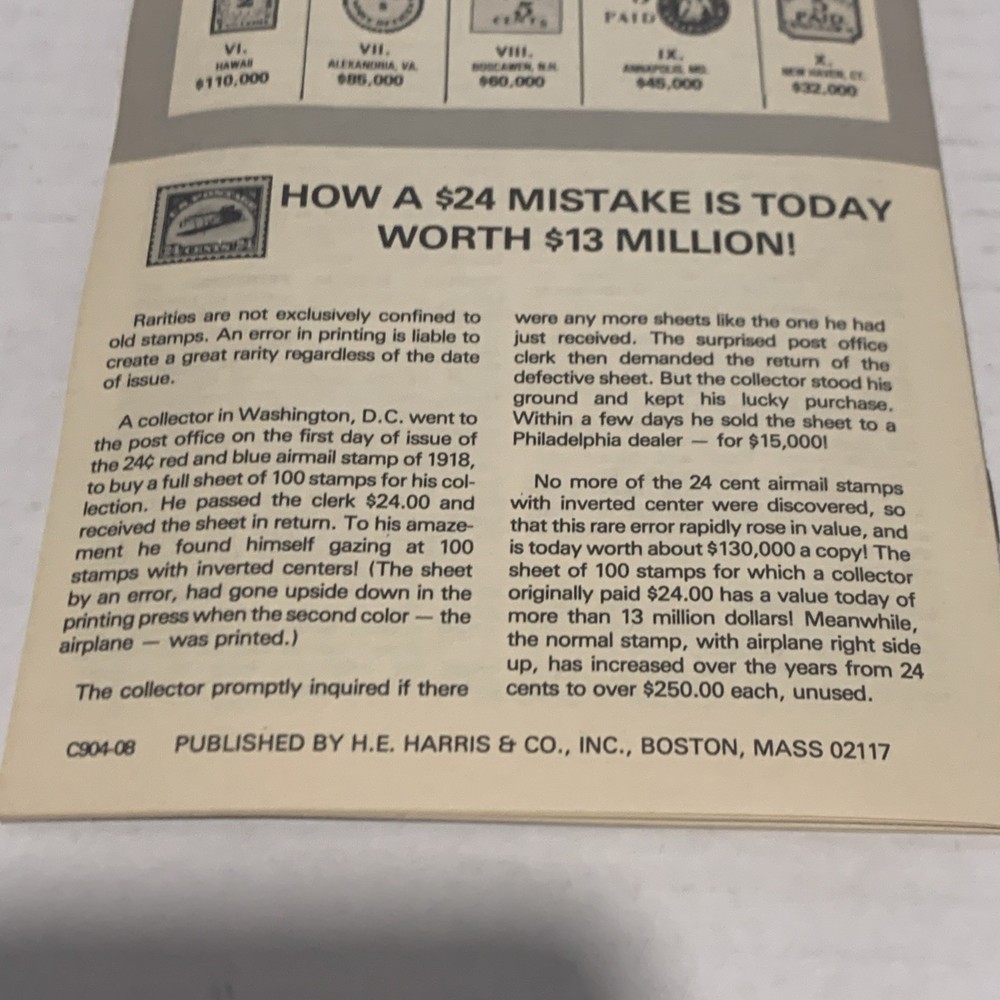 5
CENTS
PAID
PAID
VI.
HAWAII
$110,000
VII.
ALEXANDRIA, VA.
$85,000
VIII.
BOSCAWEN, N.H.
$60,000
IX.
ANNAPOLIS, MD.
$45,000
X.
NEW HAVEN, CT.
$32,000
HOW A $24 MISTAKE IS TODAY
WORTH $13 MILLION!
Rarities are not exclusively confined to
old stamps. An error in printing is liable to
create a great rarity regardless of the date
of issue.
A collector in Washington, D.C. went to
the post office on the first day of issue of
the 24¢ red and blue airmail stamp of 1918,
to buy a full sheet of 100 stamps for his col-
lection. He passed the clerk $24.00 and
received the sheet in return. To his amaze-
ment he found himself gazing at 100
stamps with inverted centers! (The sheet
by an error, had gone upside down in the
printing press when the second color — the
airplane — was printed.)
The collector promptly inquired if there
were any more sheets like the one he had
just received. The surprised post office
clerk then demanded the return of the
defective sheet. But the collector stood his
ground and kept his lucky purchase.
Within a few days he sold the sheet to a
Philadelphia dealer — for $15,000!
No more of the 24 cent airmail stamps
with inverted center were discovered, so
that this rare error rapidly rose in value, and
is today worth about $130,000 a copy! The
sheet of 100 stamps for which a collector
originally paid $24.00 has a value today of
more than 13 million dollars! Meanwhile,
the normal stamp, with airplane right side
up, has increased over the years from 24
cents to over $250.00 each, unused.
C904-08 PUBLISHED BY H.E. HARRIS & CO., INC., BOSTON, MASS 02117